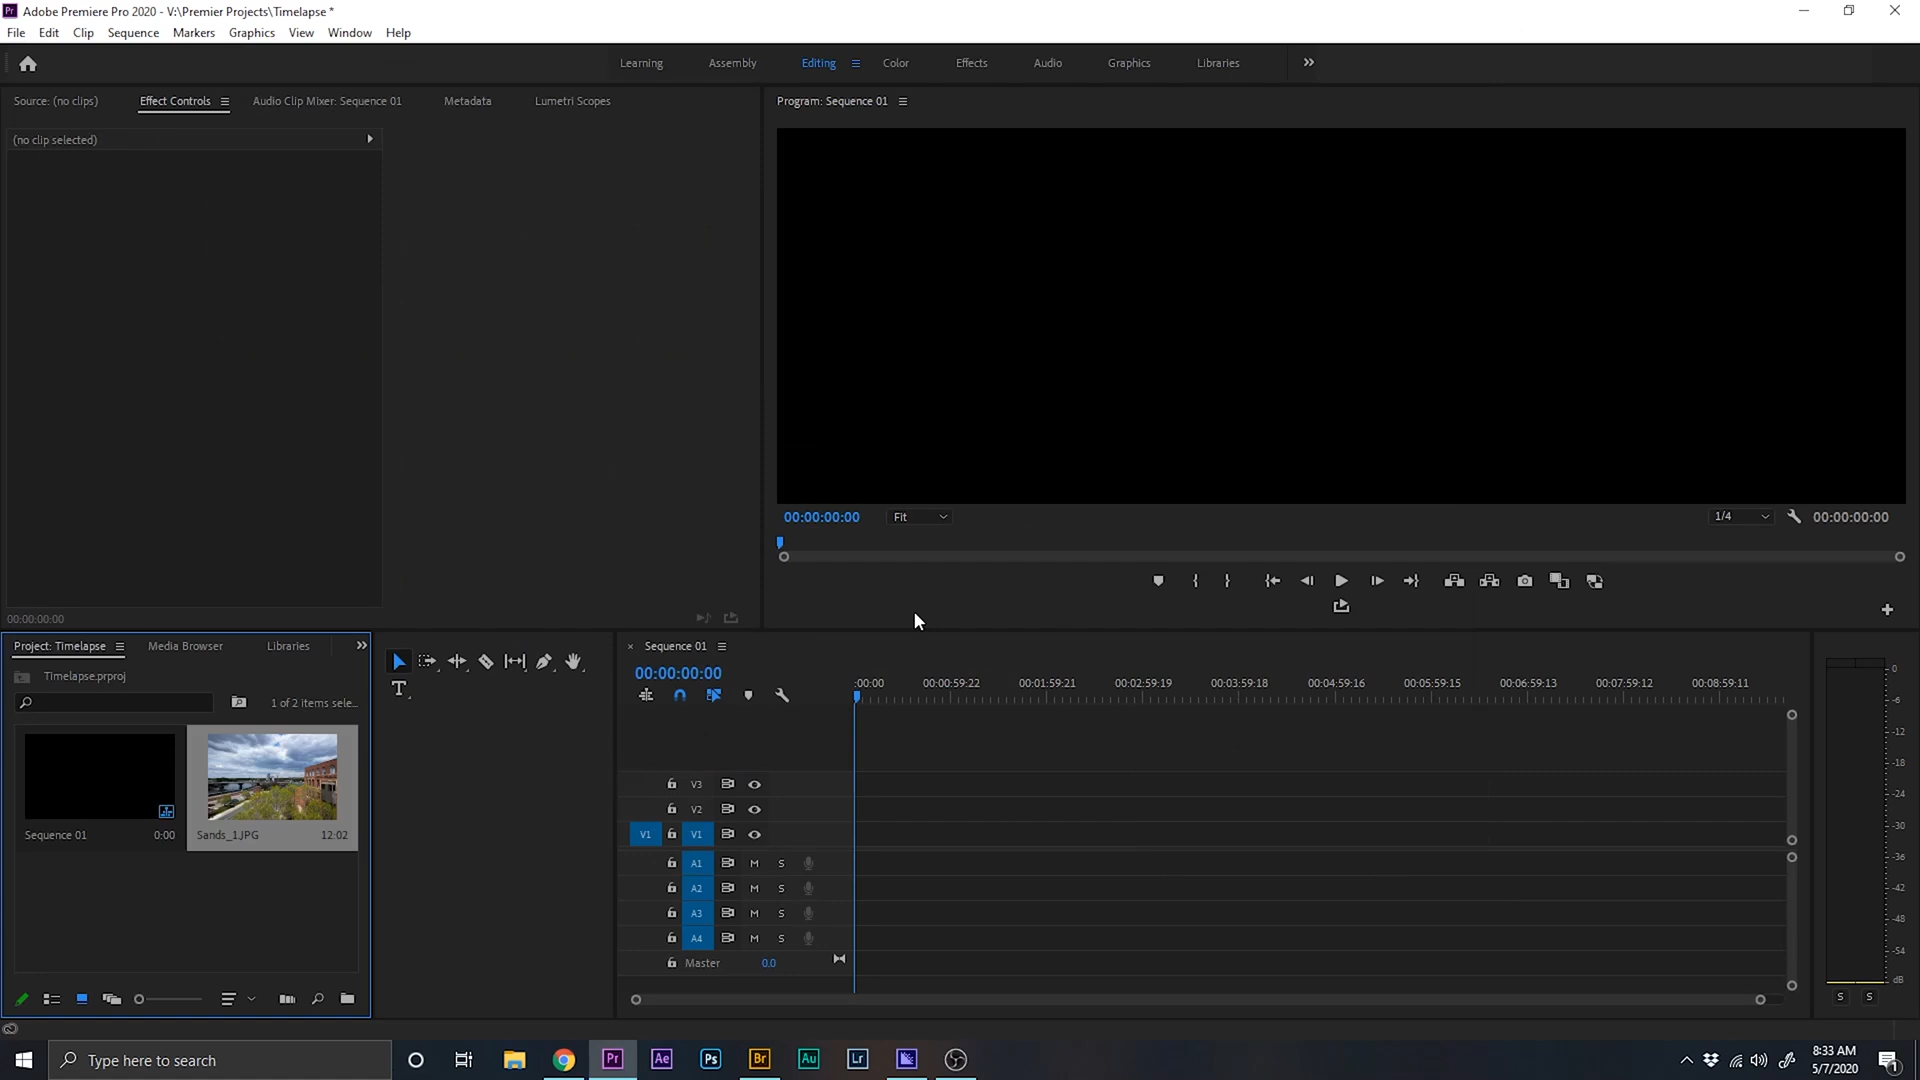 Pr Adobe Premiere Pro 2020 - V:\Premier Projects\Timelapse *
File Edit Clip Sequence Markers Graphics View Window Help
Learning Assembly Editing Color Effects Audio Graphics Libraries
Source: (no clips) Effect Controls Audio Clip Mixer: Sequence 01 Metadata Lumetri Scopes
Program: Sequence 01
(no clip selected)
00:00:00:00 Fit 1/4 00:00:00:00
00:00:00:00
Project: Timelapse Media Browser Libraries
Sequence 01
Timelapse.prproj
00:00:00:00
1 of 2 items sele...
:00:00 00:00:59:22 00:01:59:21 00:02:59:19 00:03:59:18 00:04:59:16 00:05:59:15 00:06:59:13 00:07:59:12 00:08:59:11
Sequence 01 0:00
Sands_1.JPG 12:02
T
V3
V2
V1 V1
A1 M S
A2 M S
A3 M S
A4 M S
Master 0.0
0
-6
-12
-18
-24
-30
-36
-42
-48
-54
dB
S S
Type here to search
Pr Ae Ps Br Au Lr
8:33 AM
5/7/2020
1